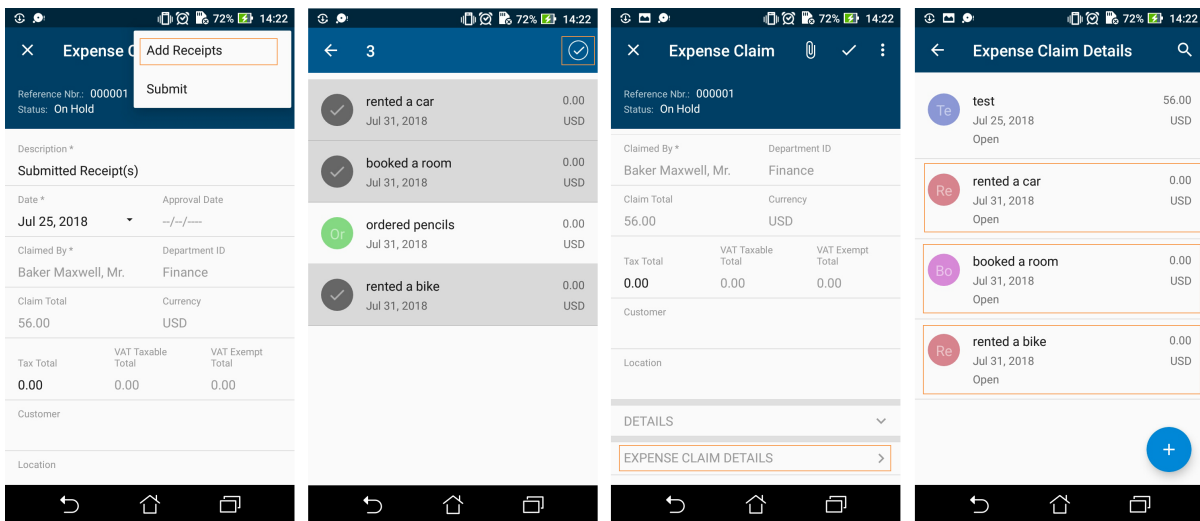 72% 14:22
Expense C
Add Receipts
Submit
Reference Nbr.: 000001
Status: On Hold
Description *
Submitted Receipt(s)
Date * Approval Date
Jul 25, 2018 --/--/----
Claimed By * Department ID
Baker Maxwell, Mr. Finance
Claim Total Currency
56.00 USD
Tax Total VAT Taxable Total VAT Exempt Total
0.00 0.00 0.00
Customer
Location
72% 14:22
3
rented a car 0.00
Jul 31, 2018 USD
booked a room 0.00
Jul 31, 2018 USD
Or ordered pencils 0.00
Jul 31, 2018 USD
rented a bike 0.00
Jul 31, 2018 USD
72% 14:22
Expense Claim
Reference Nbr.: 000001
Status: On Hold
Claimed By * Department ID
Baker Maxwell, Mr. Finance
Claim Total Currency
56.00 USD
Tax Total VAT Taxable Total VAT Exempt Total
0.00 0.00 0.00
Customer
Location
DETAILS
EXPENSE CLAIM DETAILS
72% 14:22
Expense Claim Details
Te test 56.00
Jul 25, 2018 USD
Open
Re rented a car 0.00
Jul 31, 2018 USD
Open
Bo booked a room 0.00
Jul 31, 2018 USD
Open
Re rented a bike 0.00
Jul 31, 2018 USD
Open
+